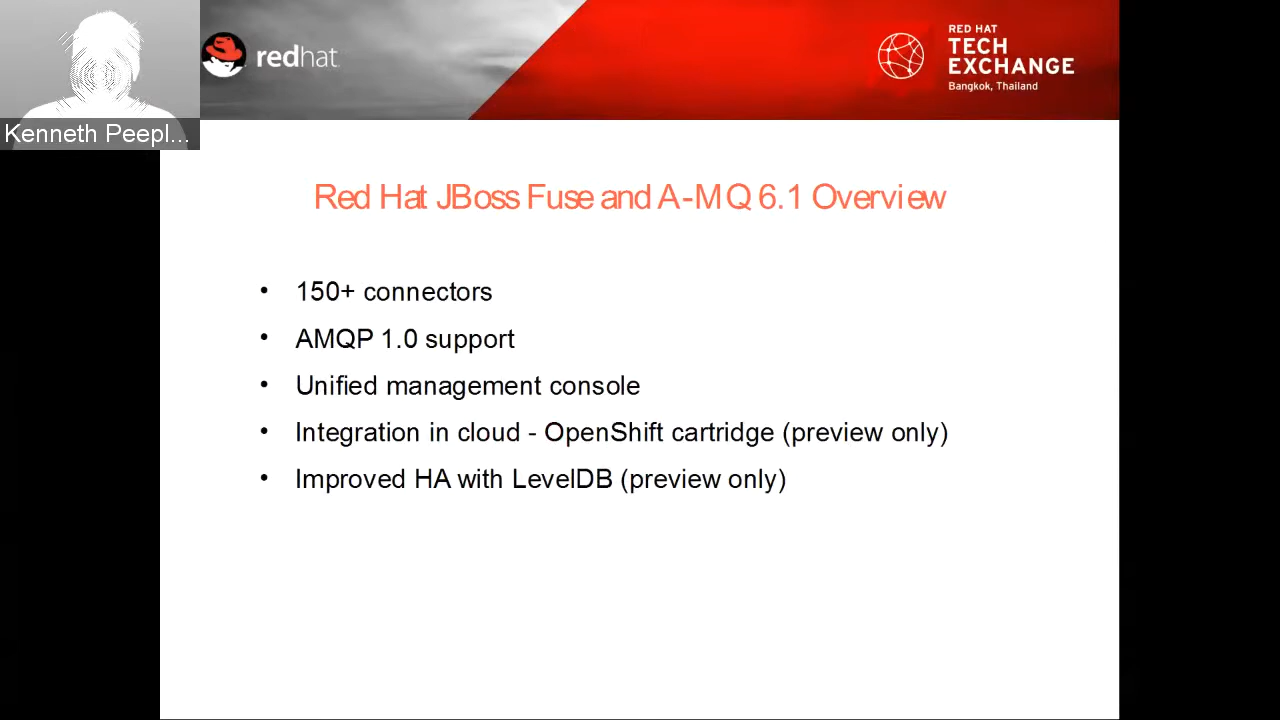 Kenneth Peepl...
redhat
RED HAT
TECH
EXCHANGE
Bangkok, Thailand
Red Hat JBoss Fuse and A-MQ 6.1 Overview
• 150+ connectors
• AMQP 1.0 support
• Unified management console
• Integration in cloud - OpenShift cartridge (preview only)
• Improved HA with LevelDB (preview only)